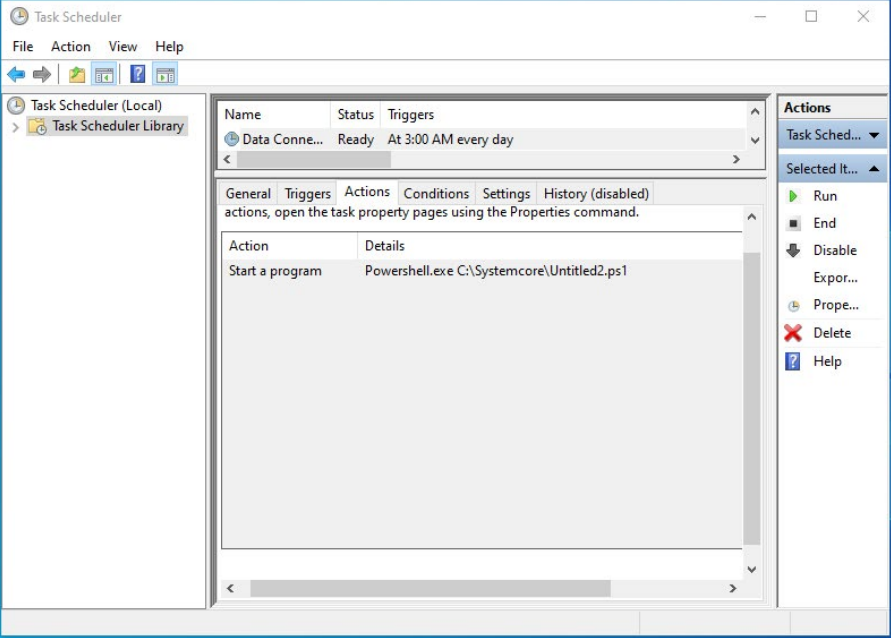 Task Scheduler
File Action View Help
Task Scheduler (Local)
Task Scheduler Library
Name Status Triggers
Data Conne... Ready At 3:00 AM every day
General Triggers Actions Conditions Settings History (disabled)
actions, open the task property pages using the Properties command.
Action Details
Start a program Powershell.exe C:\Systemcore\Untitled2.ps1
Actions
Task Sched...
Selected It...
Run
End
Disable
Expor...
Prope...
Delete
Help